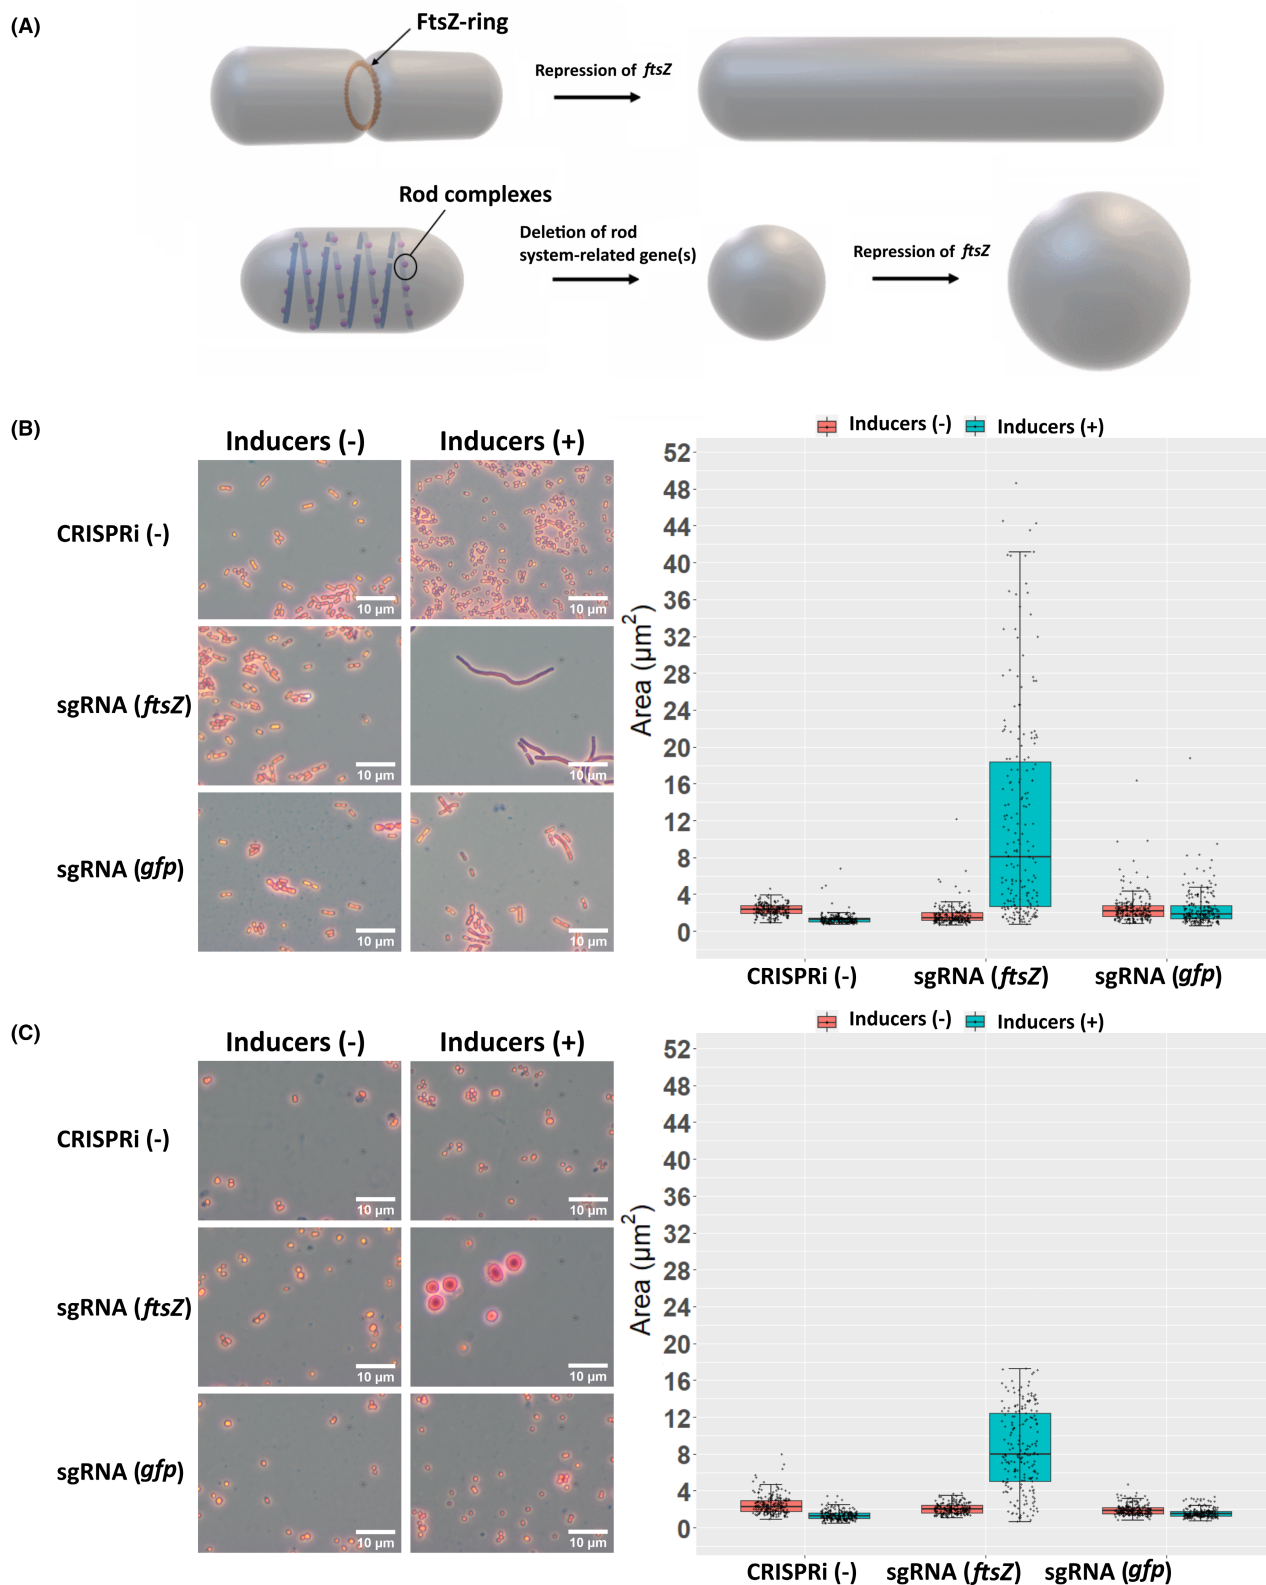 (A)
FtsZ-ring
Repression of ftsZ
Rod complexes
Deletion of rod
system-related gene(s)
Repression of ftsZ
(B)
Inducers (-)
Inducers (+)
CRISPRi (-)
10 µm
10 µm
sgRNA (ftsZ)
10 µm
10 µm
sgRNA (gfp)
10 µm
10 µm
Inducers (-)
Inducers (+)
Area (µm²)
52
48
44
40
36
32
28
24
20
16
12
8
4
0
CRISPRi (-)
sgRNA (ftsZ)
sgRNA (gfp)
(C)
Inducers (-)
Inducers (+)
CRISPRi (-)
10 µm
10 µm
sgRNA (ftsZ)
10 µm
10 µm
sgRNA (gfp)
10 µm
10 µm
Inducers (-)
Inducers (+)
Area (µm²)
52
48
44
40
36
32
28
24
20
16
12
8
4
0
CRISPRi (-)
sgRNA (ftsZ)
sgRNA (gfp)